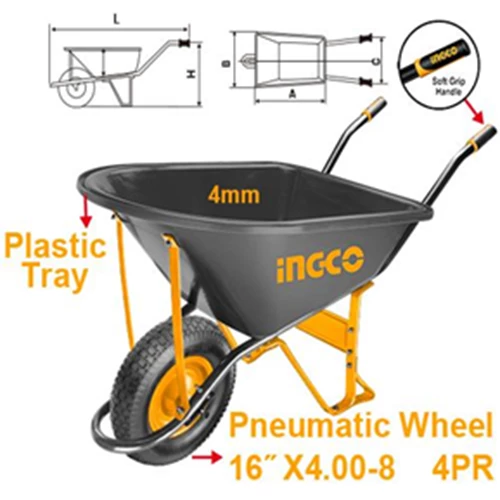 L
H
B
C
A
INGCO
Soft Grip
Handle
4mm
Plastic
Tray
INGCO
Pneumatic Wheel
16˝ X4.00-8 4PR